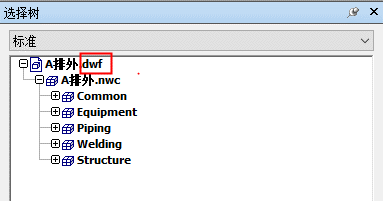 选择树
标准
A排外.dwf
A排外.nwc
Common
Equipment
Piping
Welding
Structure